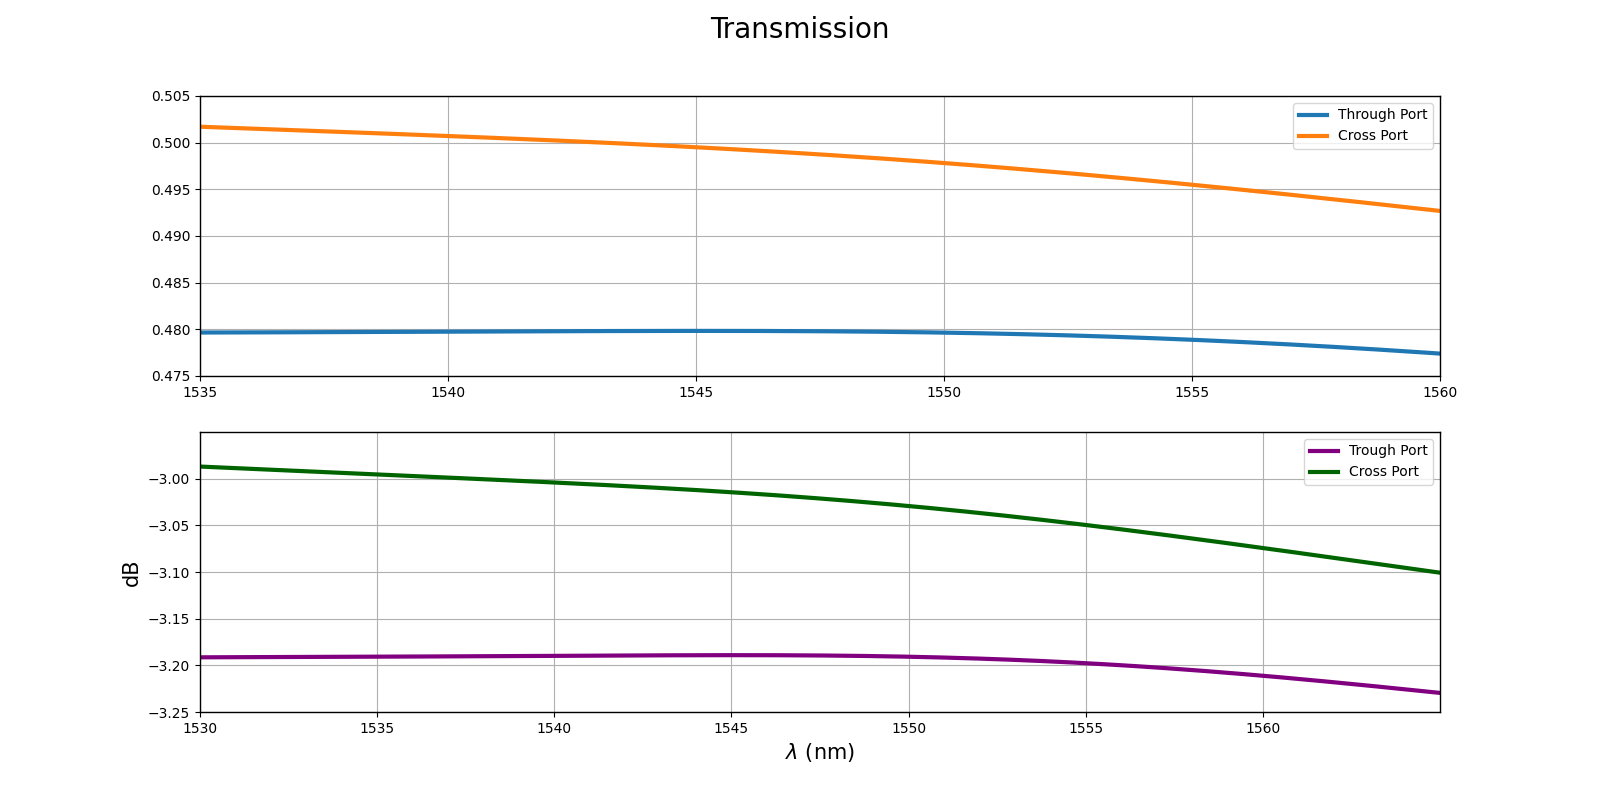 Transmission
0.505
0.500
0.495
0.490
0.485
0.480
0.475
Through Port
Cross Port
1535 1540 1545 1550 1555 1560
−3.00
−3.05
−3.10
−3.15
−3.20
−3.25
dB
Trough Port
Cross Port
1530 1535 1540 1545 1550 1555 1560
λ (nm)